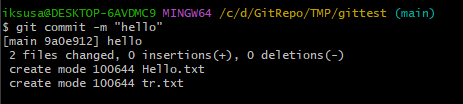 iksusa@DESKTOP-6AVDMC9 MINGW64 /c/d/GitRepo/TMP/gittest (main)
$ git commit -m "hello"
[main 9a0e912] hello
 2 files changed, 0 insertions(+), 0 deletions(-)
 create mode 100644 Hello.txt
 create mode 100644 tr.txt